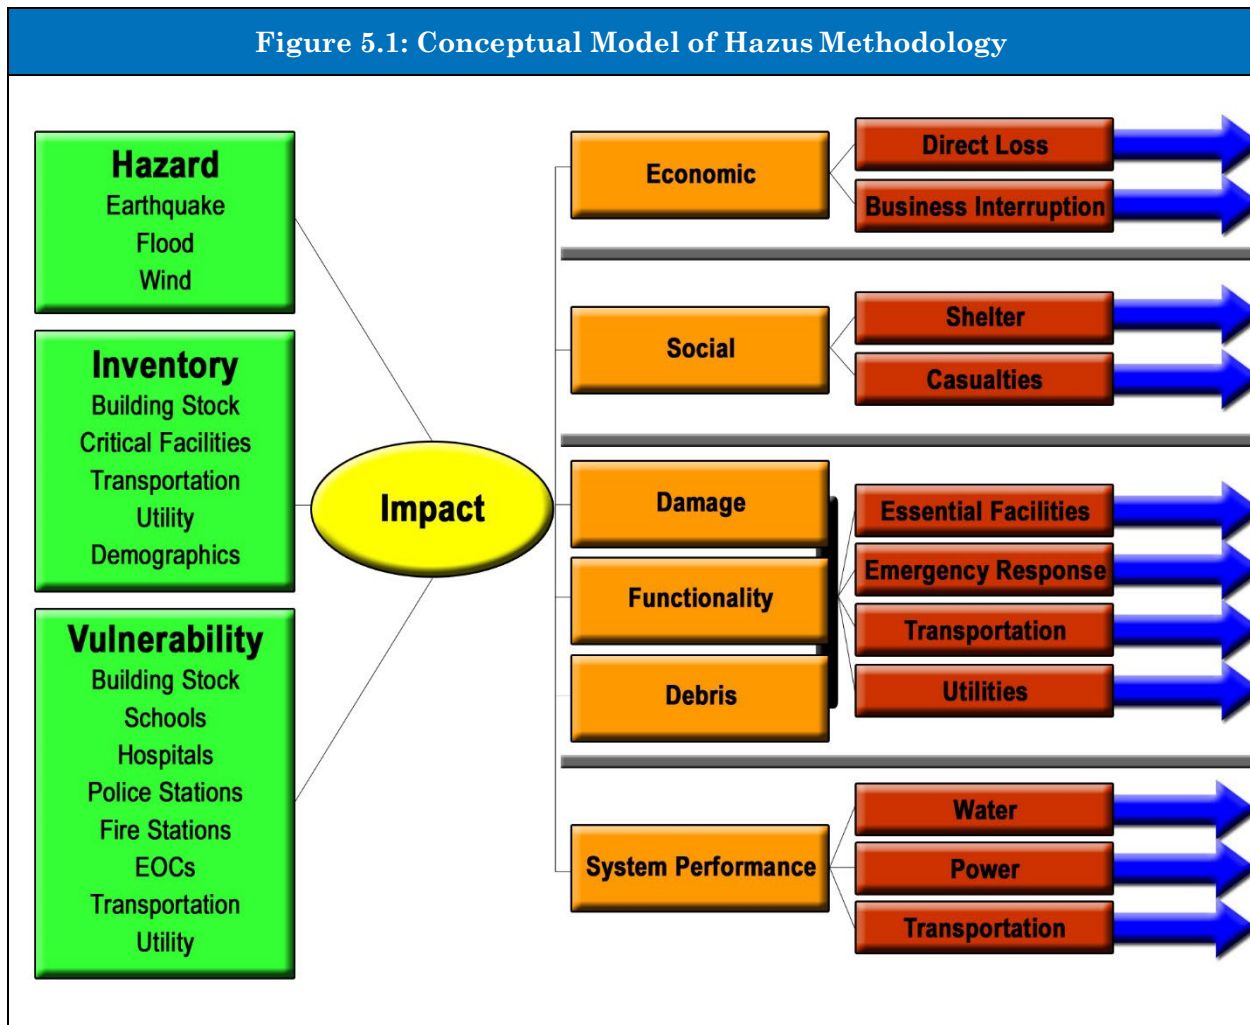 Figure 5.1: Conceptual Model of Hazus Methodology
Hazard
Earthquake
Flood
Wind
Inventory
Building Stock
Critical Facilities
Transportation
Utility
Demographics
Vulnerability
Building Stock
Schools
Hospitals
Police Stations
Fire Stations
EOCs
Transportation
Utility
Impact
Economic
Direct Loss
Business Interruption
Social
Shelter
Casualties
Damage
Functionality
Debris
Essential Facilities
Emergency Response
Transportation
Utilities
System Performance
Water
Power
Transportation